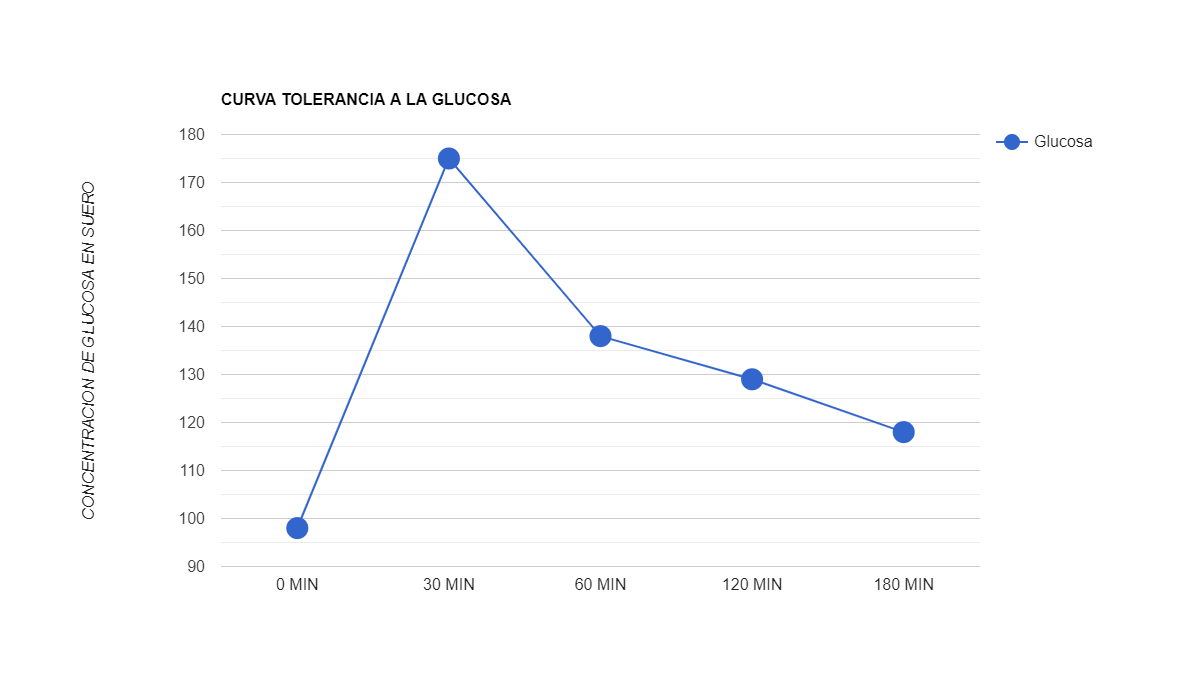 CURVA TOLERANCIA A LA GLUCOSA
Glucosa
CONCENTRACION DE GLUCOSA EN SUERO
180
170
160
150
140
130
120
110
100
90
0 MIN
30 MIN
60 MIN
120 MIN
180 MIN